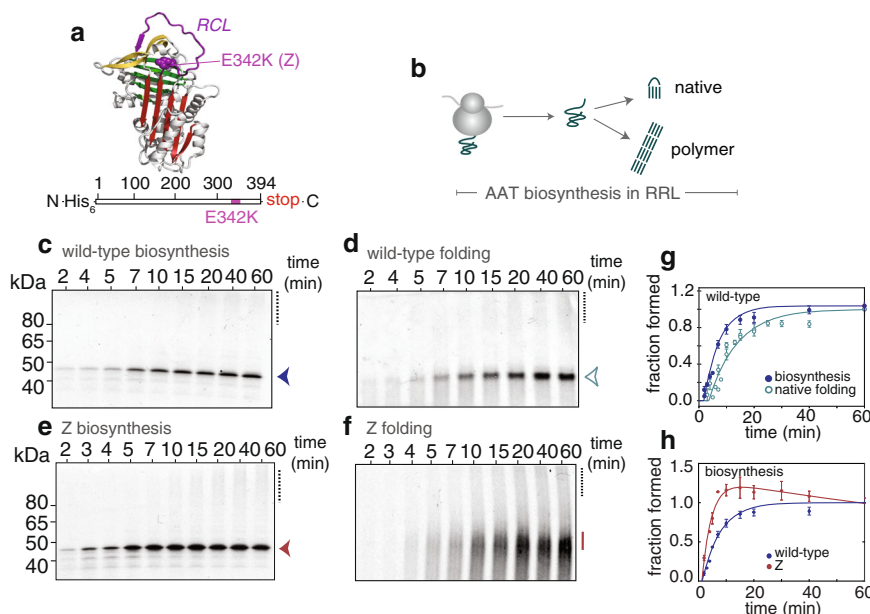 a
RCL
E342K (Z)
1 100 200 300 394
N·His6 stop·C
E342K
b
native
polymer
AAT biosynthesis in RRL
c wild-type biosynthesis
kDa 2 4 5 7 10 15 20 40 60 time (min)
80
65
50
40
d wild-type folding
2 4 5 7 10 15 20 40 60 time (min)
e Z biosynthesis
kDa 2 3 4 5 7 10 15 20 40 60 time (min)
80
65
50
40
f Z folding
2 3 4 5 7 10 15 20 40 60 time (min)
g
wild-type
fraction formed
1.2
0.8
0.4
0
biosynthesis
native folding
0 20 40 60
time (min)
h
biosynthesis
fraction formed
1.5
1.0
0.5
0.0
wild-type
Z
0 20 40 60
time (min)